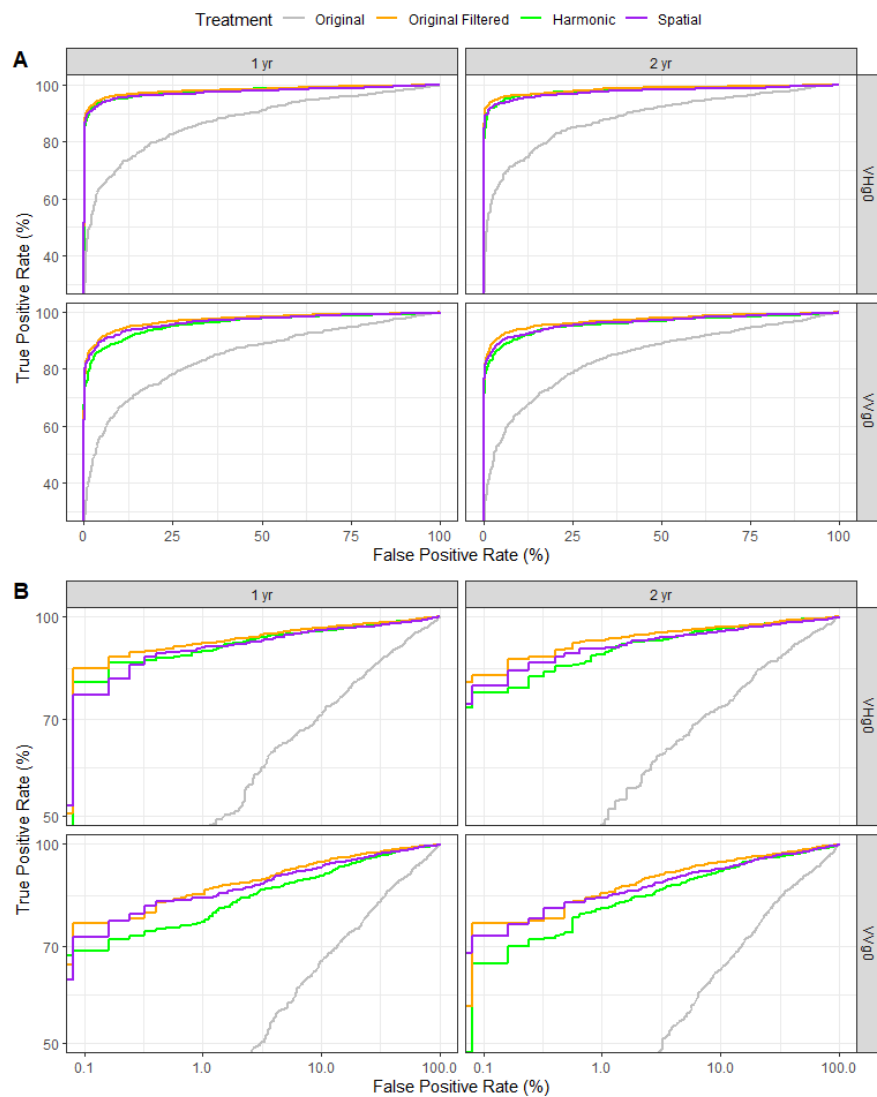 Treatment Original Original Filtered Harmonic Spatial
A
1 yr 2 yr
100
80
60
40
VHg0
100
80
60
40
VVg0
True Positive Rate (%)
0 25 50 75 100 0 25 50 75 100
False Positive Rate (%)
B
1 yr 2 yr
100
70
50
VHg0
100
70
50
VVg0
True Positive Rate (%)
0.1 1.0 10.0 100.0 0.1 1.0 10.0 100.0
False Positive Rate (%)